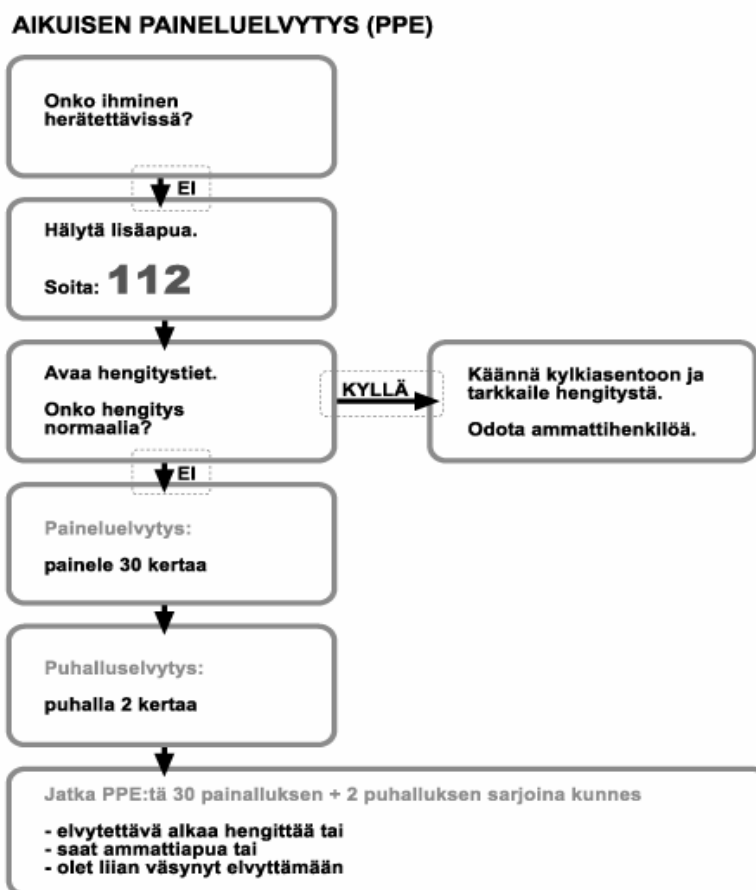 AIKUISEN PAINELUELVYTYS (PPE)
Onko ihminen
herätettävissä?
EI
Hälytä lisäapua.
Soita: 112
Avaa hengitystiet.
Onko hengitys
normaalia?
KYLLÄ
Käännä kylkiasentoon ja
tarkkaile hengitystä.
Odota ammattihenkilöä.
EI
Paineluelvytys:
painele 30 kertaa
Puhalluselvytys:
puhalla 2 kertaa
Jatka PPE:tä 30 painalluksen + 2 puhalluksen sarjoina kunnes
- elvytettävä alkaa hengittää tai
- saat ammattiapua tai
- olet liian väsynyt elvyttämään